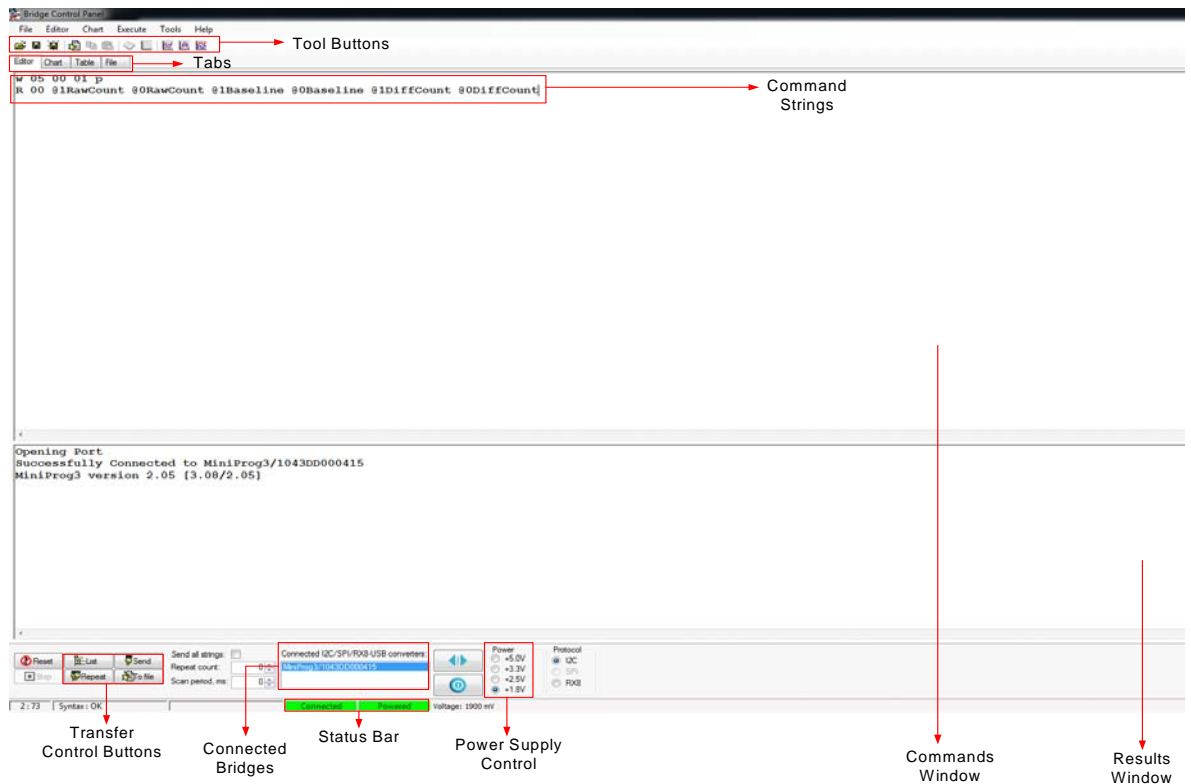 Bridge Control Panel
File Editor Chart Execute Tools Help
Tool Buttons
Editor Chart Table File
Tabs
w 05 00 01 p
R 00 @1RawCount @0RawCount @1Baseline @0Baseline @1DiffCount @0DiffCount
Command
Strings
Opening Port
Successfully Connected to MiniProg3/1043DD000415
MiniProg3 version 2.05 [3.08/2.05]
Reset List Send
Stop Repeat To file
Send all strings:
Repeat count: 0
Scan period, ms: 0
Connected I2C/SPI/RX8-USB converters:
MiniProg3/1043DD000415
Power
+5.0V
+3.3V
+2.5V
+1.8V
Protocol
I2C
SPI
RX8
2:73 Syntax: OK Connected Powered Voltage: 1900 mV
Transfer
Control Buttons
Connected
Bridges
Status Bar
Power Supply
Control
Commands
Window
Results
Window